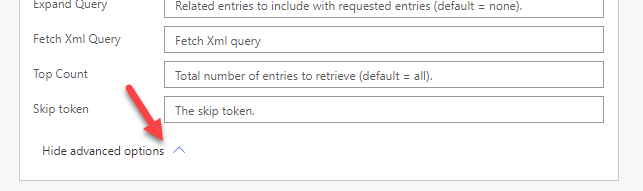 Expand Query
Related entries to include with requested entries (default = none).
Fetch Xml Query
Fetch Xml query
Top Count
Total number of entries to retrieve (default = all).
Skip token
The skip token.
Hide advanced options